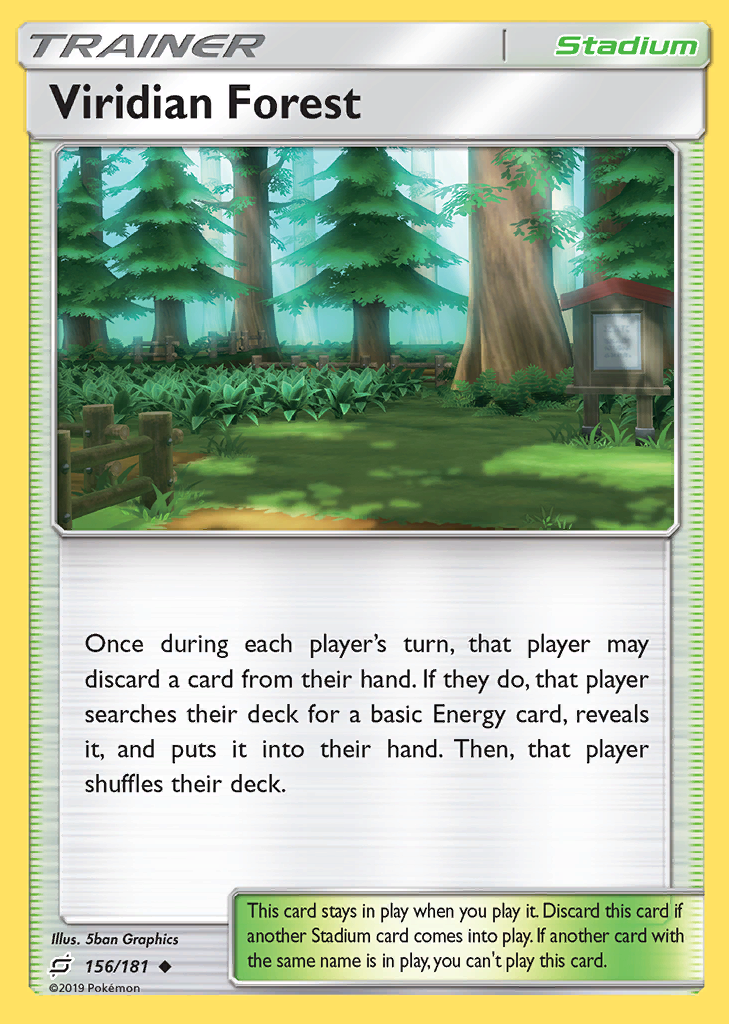 TRAINER
Stadium
Viridian Forest
Once during each player's turn, that player may
discard a card from their hand. If they do, that player
searches their deck for a basic Energy card, reveals
it, and puts it into their hand. Then, that player
shuffles their deck.
This card stays in play when you play it. Discard this card if
another Stadium card comes into play. If another card with
the same name is in play, you can't play this card.
Illus. 5ban Graphics
156/181 ◆
©2019 Pokémon